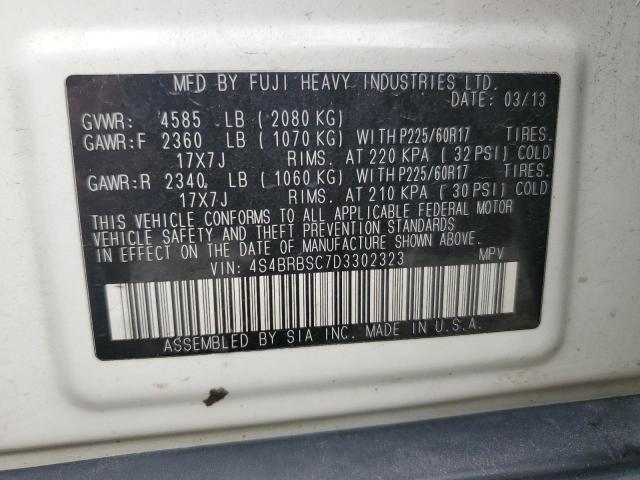 MFD BY FUJI HEAVY INDUSTRIES LTD.
DATE: 03/13
GVWR: 4585 LB ( 2080 KG)
GAWR:F 2360 LB ( 1070 KG) WITH P225/60R17 TIRES.
17X7J RIMS. AT 220 KPA ( 32 PSI) COLD
GAWR:R 2340 LB ( 1060 KG) WITH P225/60R17 TIRES.
17X7J RIMS. AT 210 KPA ( 30 PSI) COLD
THIS VEHICLE CONFORMS TO ALL APPLICABLE FEDERAL MOTOR
VEHICLE SAFETY AND THEFT PREVENTION STANDARDS
IN EFFECT ON THE DATE OF MANUFACTURE SHOWN ABOVE.
VIN: 4S4BRBSC7D3302323 MPV
ASSEMBLED BY SIA INC. MADE IN U.S.A.